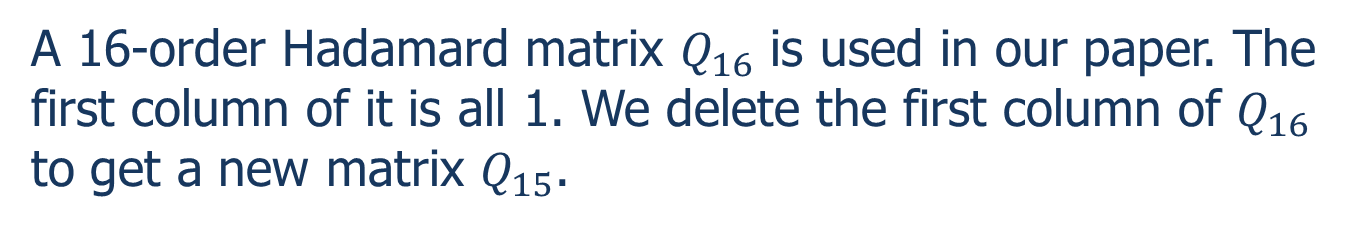 A 16-order Hadamard matrix Q₁₆ is used in our paper. The
first column of it is all 1. We delete the first column of Q₁₆
to get a new matrix Q₁₅.